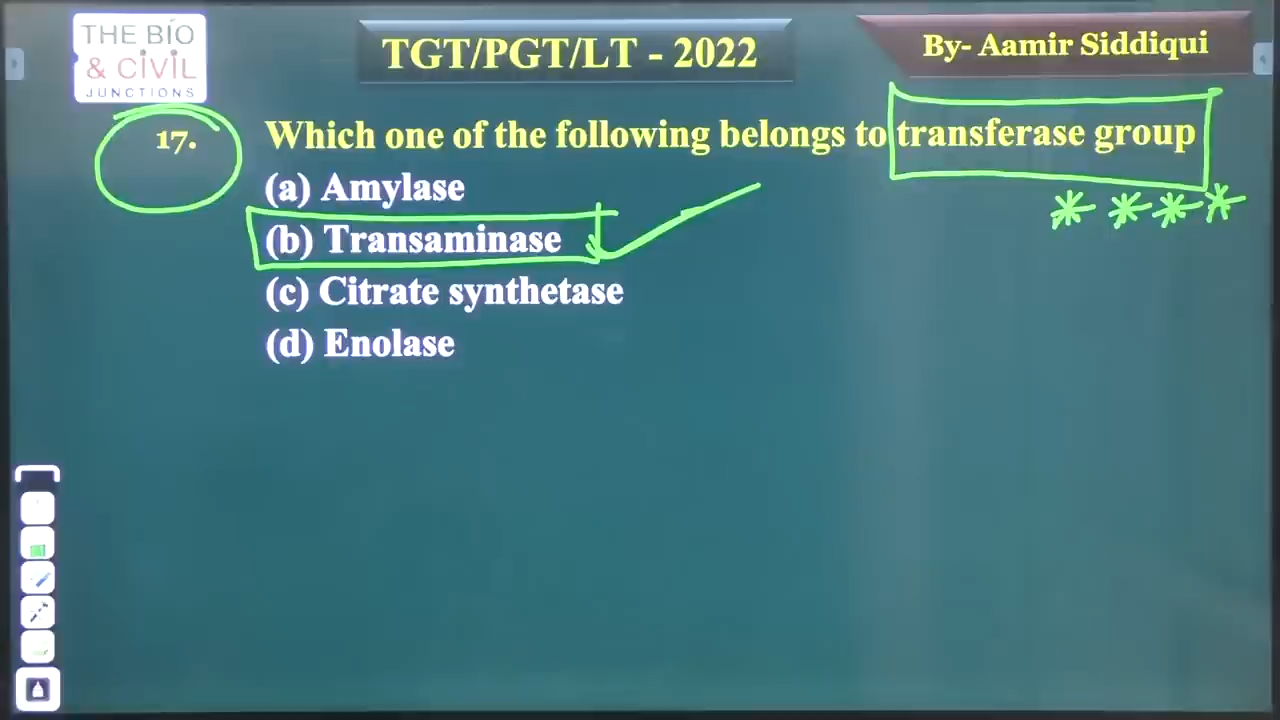 THE BIO
& CIVIL
JUNCTIONS
TGT/PGT/LT - 2022
By- Aamir Siddiqui
17. Which one of the following belongs to transferase group
(a) Amylase
(b) Transaminase
(c) Citrate synthetase
(d) Enolase